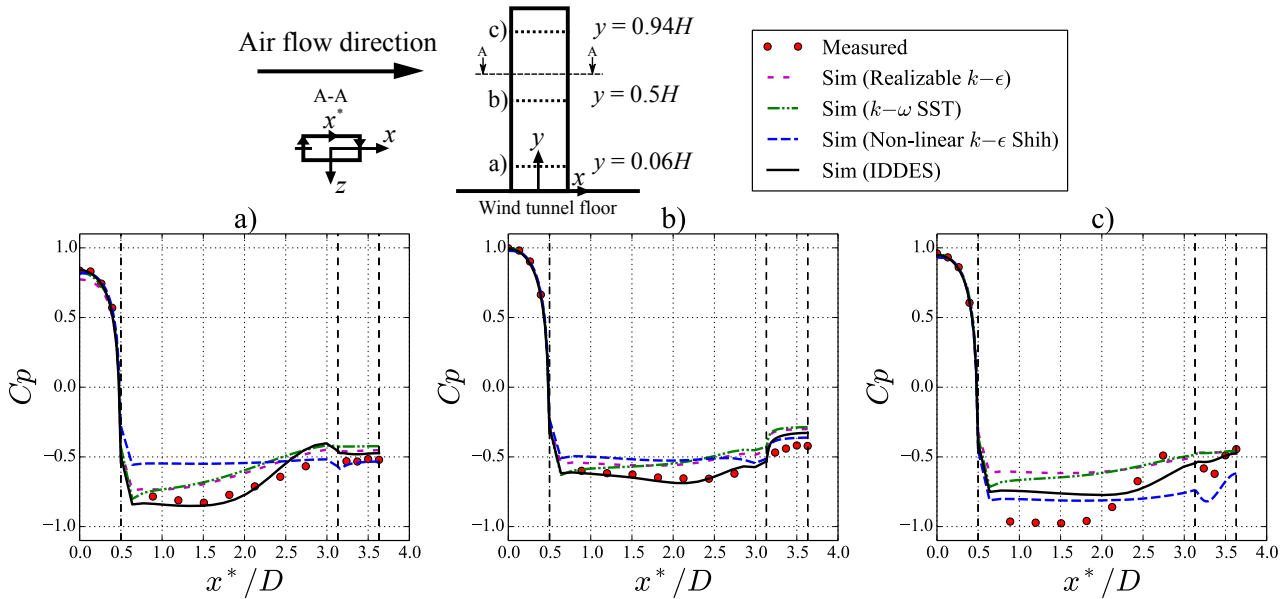 Air flow direction
A-A
x*
x
z
c)
y = 0.94H
A
A
b)
y = 0.5H
y
a)
y = 0.06H
x
Wind tunnel floor
Measured
Sim (Realizable k−ϵ)
Sim (k−ω SST)
Sim (Non-linear k−ϵ Shih)
Sim (IDDES)
a)
1.0
0.5
0.0
−0.5
−1.0
Cp
0.0 0.5 1.0 1.5 2.0 2.5 3.0 3.5 4.0
x*/D
b)
1.0
0.5
0.0
−0.5
−1.0
Cp
0.0 0.5 1.0 1.5 2.0 2.5 3.0 3.5 4.0
x*/D
c)
1.0
0.5
0.0
−0.5
−1.0
Cp
0.0 0.5 1.0 1.5 2.0 2.5 3.0 3.5 4.0
x*/D